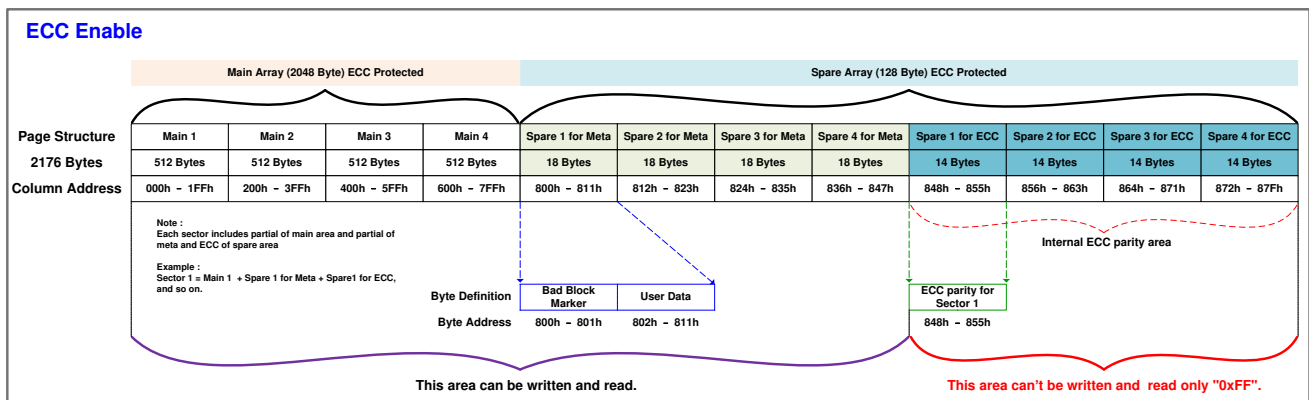 ECC Enable
Main Array (2048 Byte) ECC Protected
Spare Array (128 Byte) ECC Protected
Page Structure
Main 1
Main 2
Main 3
Main 4
Spare 1 for Meta
Spare 2 for Meta
Spare 3 for Meta
Spare 4 for Meta
Spare 1 for ECC
Spare 2 for ECC
Spare 3 for ECC
Spare 4 for ECC
2176 Bytes
512 Bytes
512 Bytes
512 Bytes
512 Bytes
18 Bytes
18 Bytes
18 Bytes
18 Bytes
14 Bytes
14 Bytes
14 Bytes
14 Bytes
Column Address
000h - 1FFh
200h - 3FFh
400h - 5FFh
600h - 7FFh
800h - 811h
812h - 823h
824h - 835h
836h - 847h
848h - 855h
856h - 863h
864h - 871h
872h - 87Fh
Note :
Each sector includes partial of main area and partial of
meta and ECC of spare area
Example :
Sector 1 = Main 1 + Spare 1 for Meta + Spare1 for ECC,
and so on.
Internal ECC parity area
Byte Definition
Bad Block
Marker
User Data
ECC parity for
Sector 1
Byte Address
800h - 801h
802h - 811h
848h - 855h
This area can be written and read.
This area can't be written and read only "0xFF".